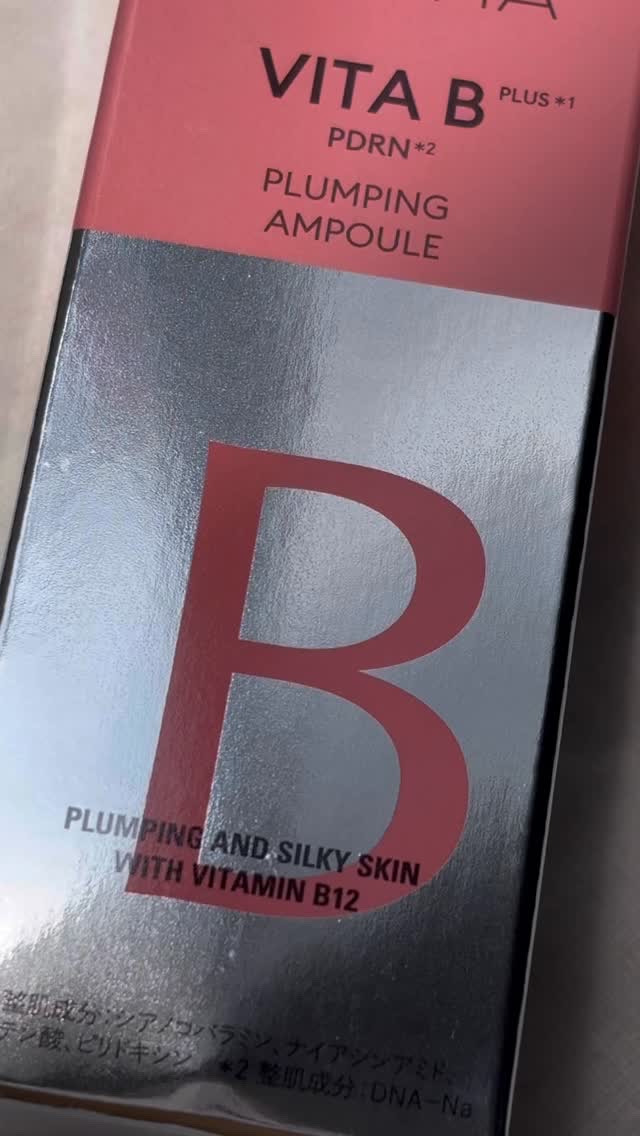 VITA B PLUS*1
PDRN*2
PLUMPING
AMPOULE
B
PLUMPING AND SILKY SKIN
WITH VITAMIN B12
整肌成分:シアノコバラミン、ナイアシンアミド、
テン酸、ピリドキシン *2 整肌成分:DNA-Na